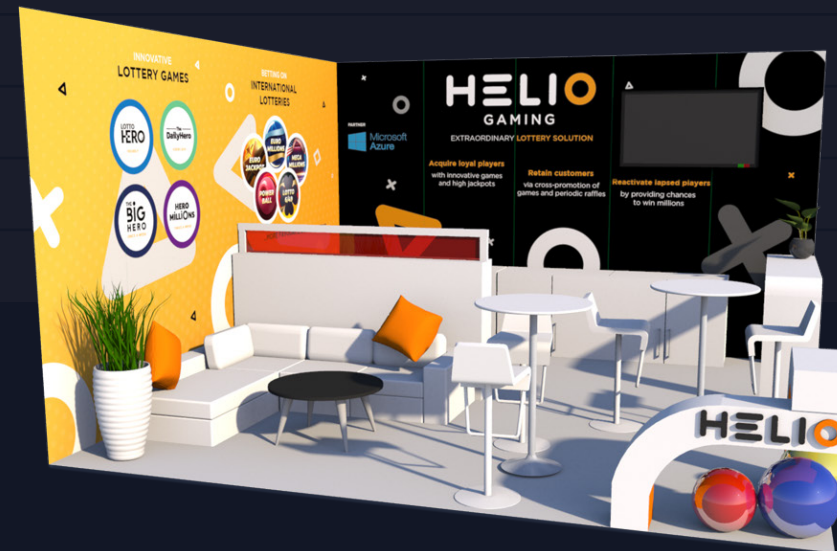 INNOVATIVE
LOTTERY GAMES
LOTTO
HERO
The
DailyHero
THE
BIG
HERO
HERO
MILLIONS
BETTING ON
INTERNATIONAL
LOTTERIES
EURO
MILLIONS
EURO
JACKPOT
MEGA
MILLIONS
POWER
BALL
LOTTO
6AUS49
HELIO
GAMING
EXTRAORDINARY LOTTERY SOLUTION
PARTNER
Microsoft
Azure
Acquire loyal players
with innovative games
and high jackpots
Retain customers
via cross-promotion of
games and periodic raffles
Reactivate lapsed players
by providing chances
to win millions
HELIO